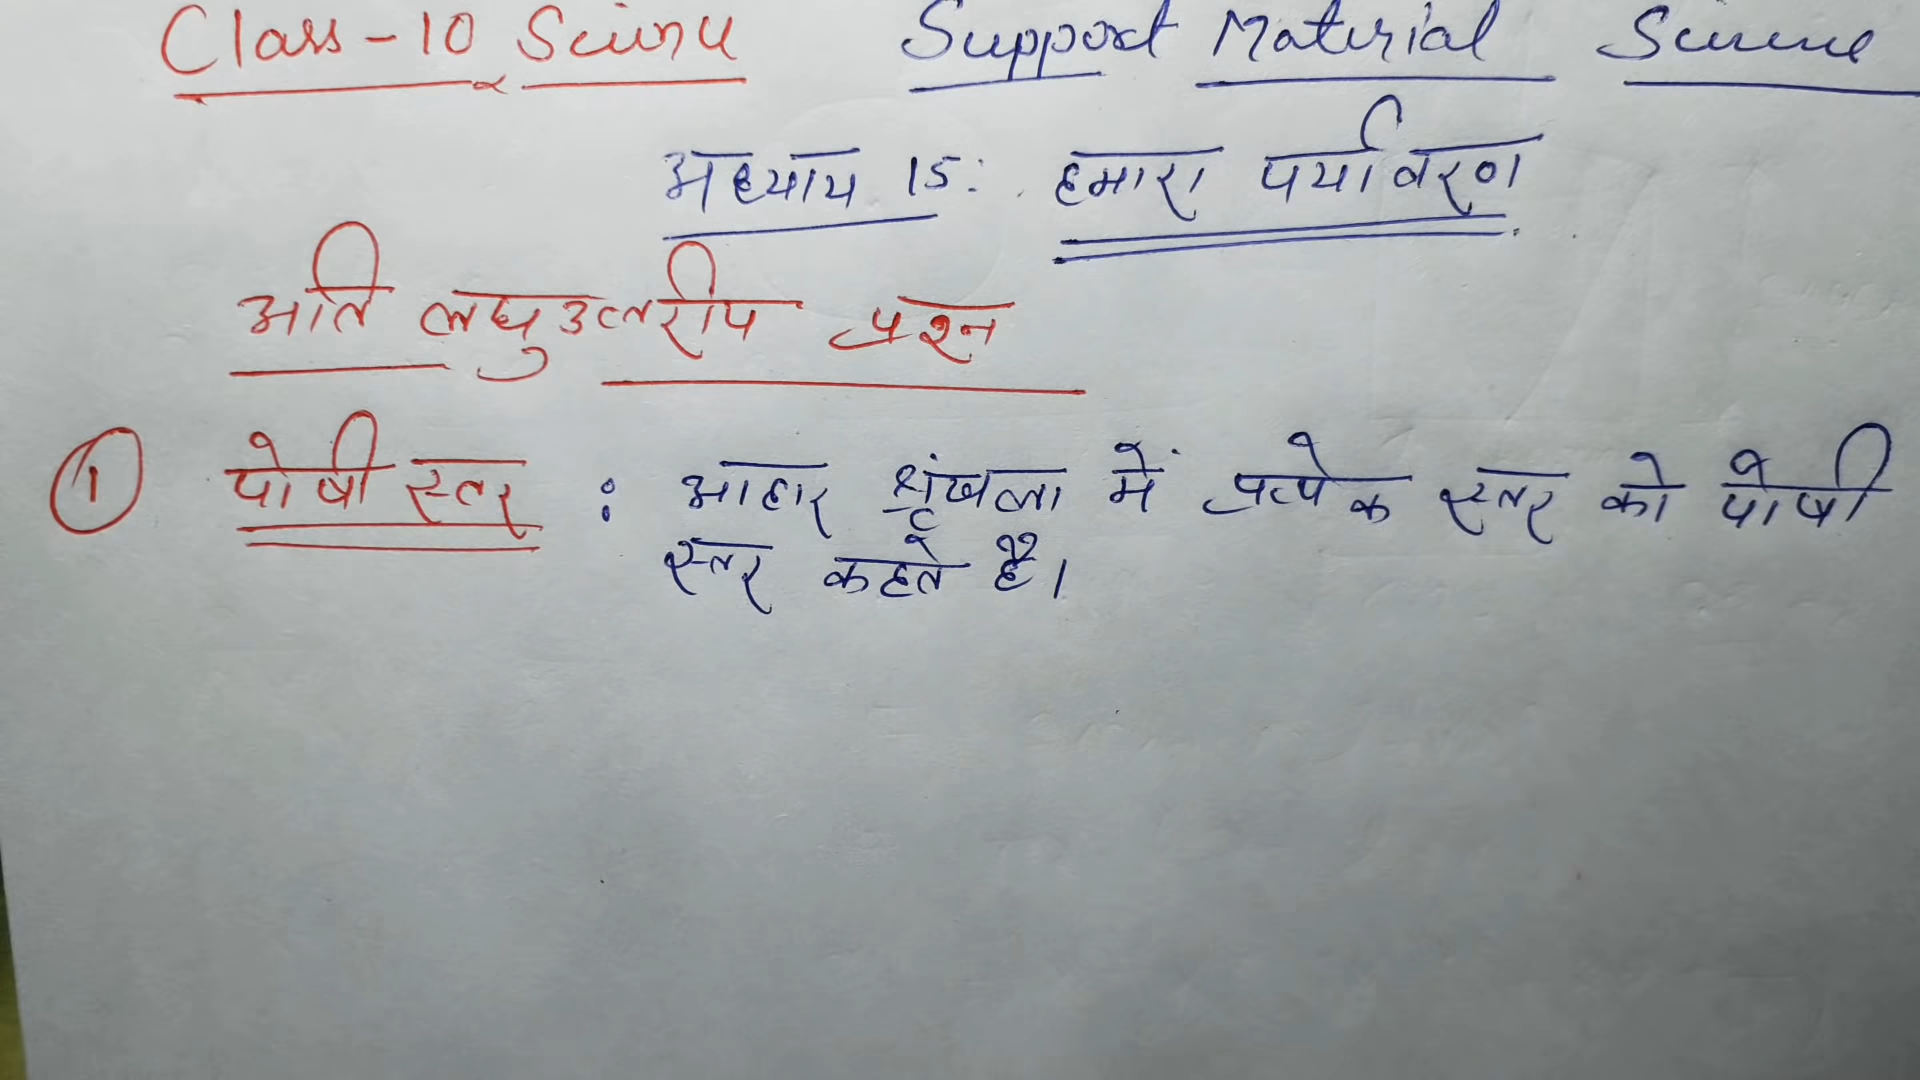 Class-10 Science Support Material Science
अध्याय 15: हमारा पर्यावरण
अति लघुउत्तरीय प्रश्न
① पोषी स्तर : आहार श्रृंखला में प्रत्येक स्तर को पोषी
स्तर कहते है।